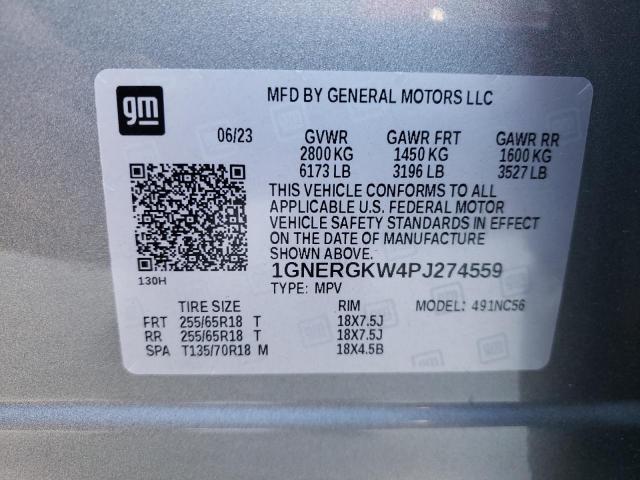 gm
MFD BY GENERAL MOTORS LLC
06/23 GVWR GAWR FRT GAWR RR
2800 KG 1450 KG 1600 KG
6173 LB 3196 LB 3527 LB
THIS VEHICLE CONFORMS TO ALL
APPLICABLE U.S. FEDERAL MOTOR
VEHICLE SAFETY STANDARDS IN EFFECT
ON THE DATE OF MANUFACTURE
SHOWN ABOVE.
130H
1GNERGKW4PJ274559
TYPE: MPV
TIRE SIZE RIM MODEL: 491NC56
FRT 255/65R18 T 18X7.5J
RR 255/65R18 T 18X7.5J
SPA T135/70R18 M 18X4.5B